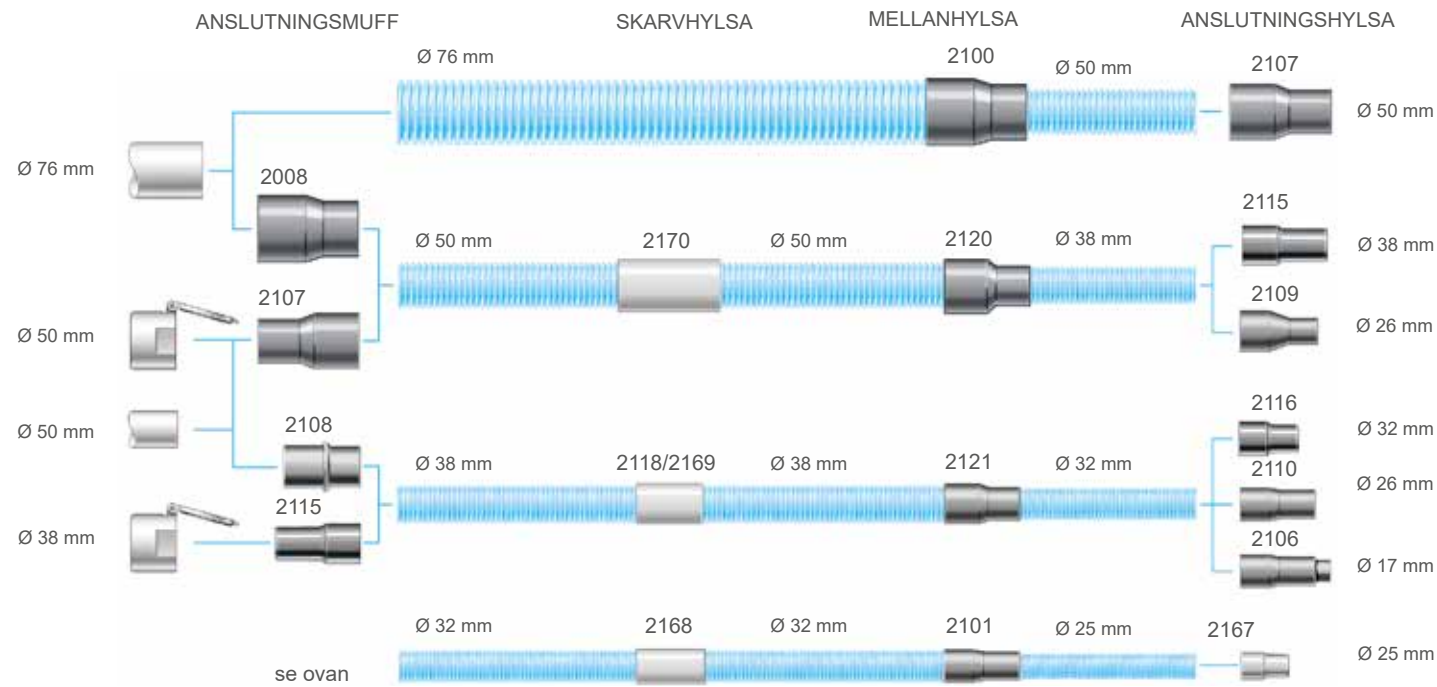 ANSLUTNINGSMUFF
SKARVHYLSA
MELLANHYLSA
ANSLUTNINGSHYLSA
Ø 76 mm
2100
Ø 50 mm
2107
Ø 50 mm
Ø 76 mm
2008
2115
Ø 50 mm
2170
Ø 50 mm
2120
Ø 38 mm
Ø 38 mm
2107
2109
Ø 50 mm
Ø 26 mm
2116
Ø 50 mm
2108
Ø 32 mm
Ø 38 mm
2118/2169
Ø 38 mm
2121
Ø 32 mm
2110
Ø 26 mm
2115
2106
Ø 38 mm
Ø 17 mm
Ø 32 mm
2168
Ø 32 mm
2101
Ø 25 mm
2167
Ø 25 mm
se ovan